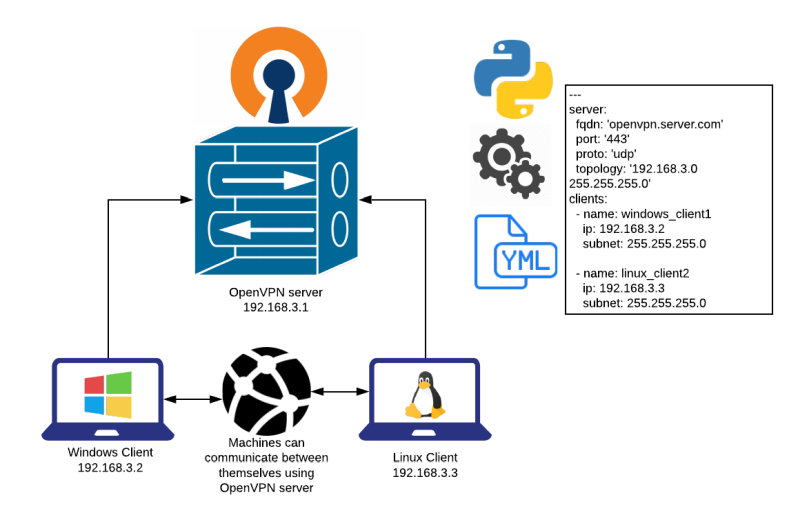 OpenVPN server
192.168.3.1
Windows Client
192.168.3.2
Machines can
communicate between
themselves using
OpenVPN server
Linux Client
192.168.3.3
YML
---
server:
fqdn: 'openvpn.server.com'
port: '443'
proto: 'udp'
topology: '192.168.3.0
255.255.255.0'
clients:
- name: windows_client1
ip: 192.168.3.2
subnet: 255.255.255.0
- name: linux_client2
ip: 192.168.3.3
subnet: 255.255.255.0